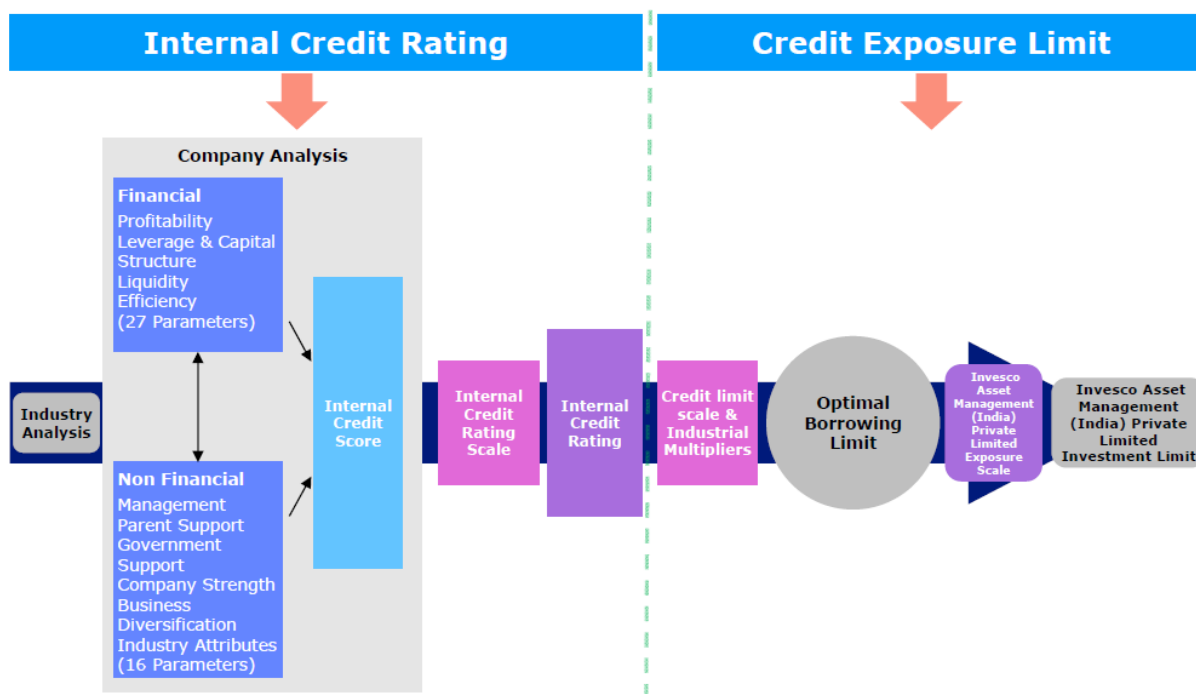 Internal Credit Rating
Credit Exposure Limit
Company Analysis
Financial
Profitability
Leverage & Capital
Structure
Liquidity
Efficiency
(27 Parameters)
Industry
Analysis
Non Financial
Management
Parent Support
Government
Support
Company Strength
Business
Diversification
Industry Attributes
(16 Parameters)
Internal
Credit
Score
Internal
Credit
Rating
Scale
Internal
Credit
Rating
Credit limit
scale &
Industrial
Multipliers
Optimal
Borrowing
Limit
Invesco
Asset
Management
(India)
Private
Limited
Exposure
Scale
Invesco Asset
Management
(India) Private
Limited
Investment Limit